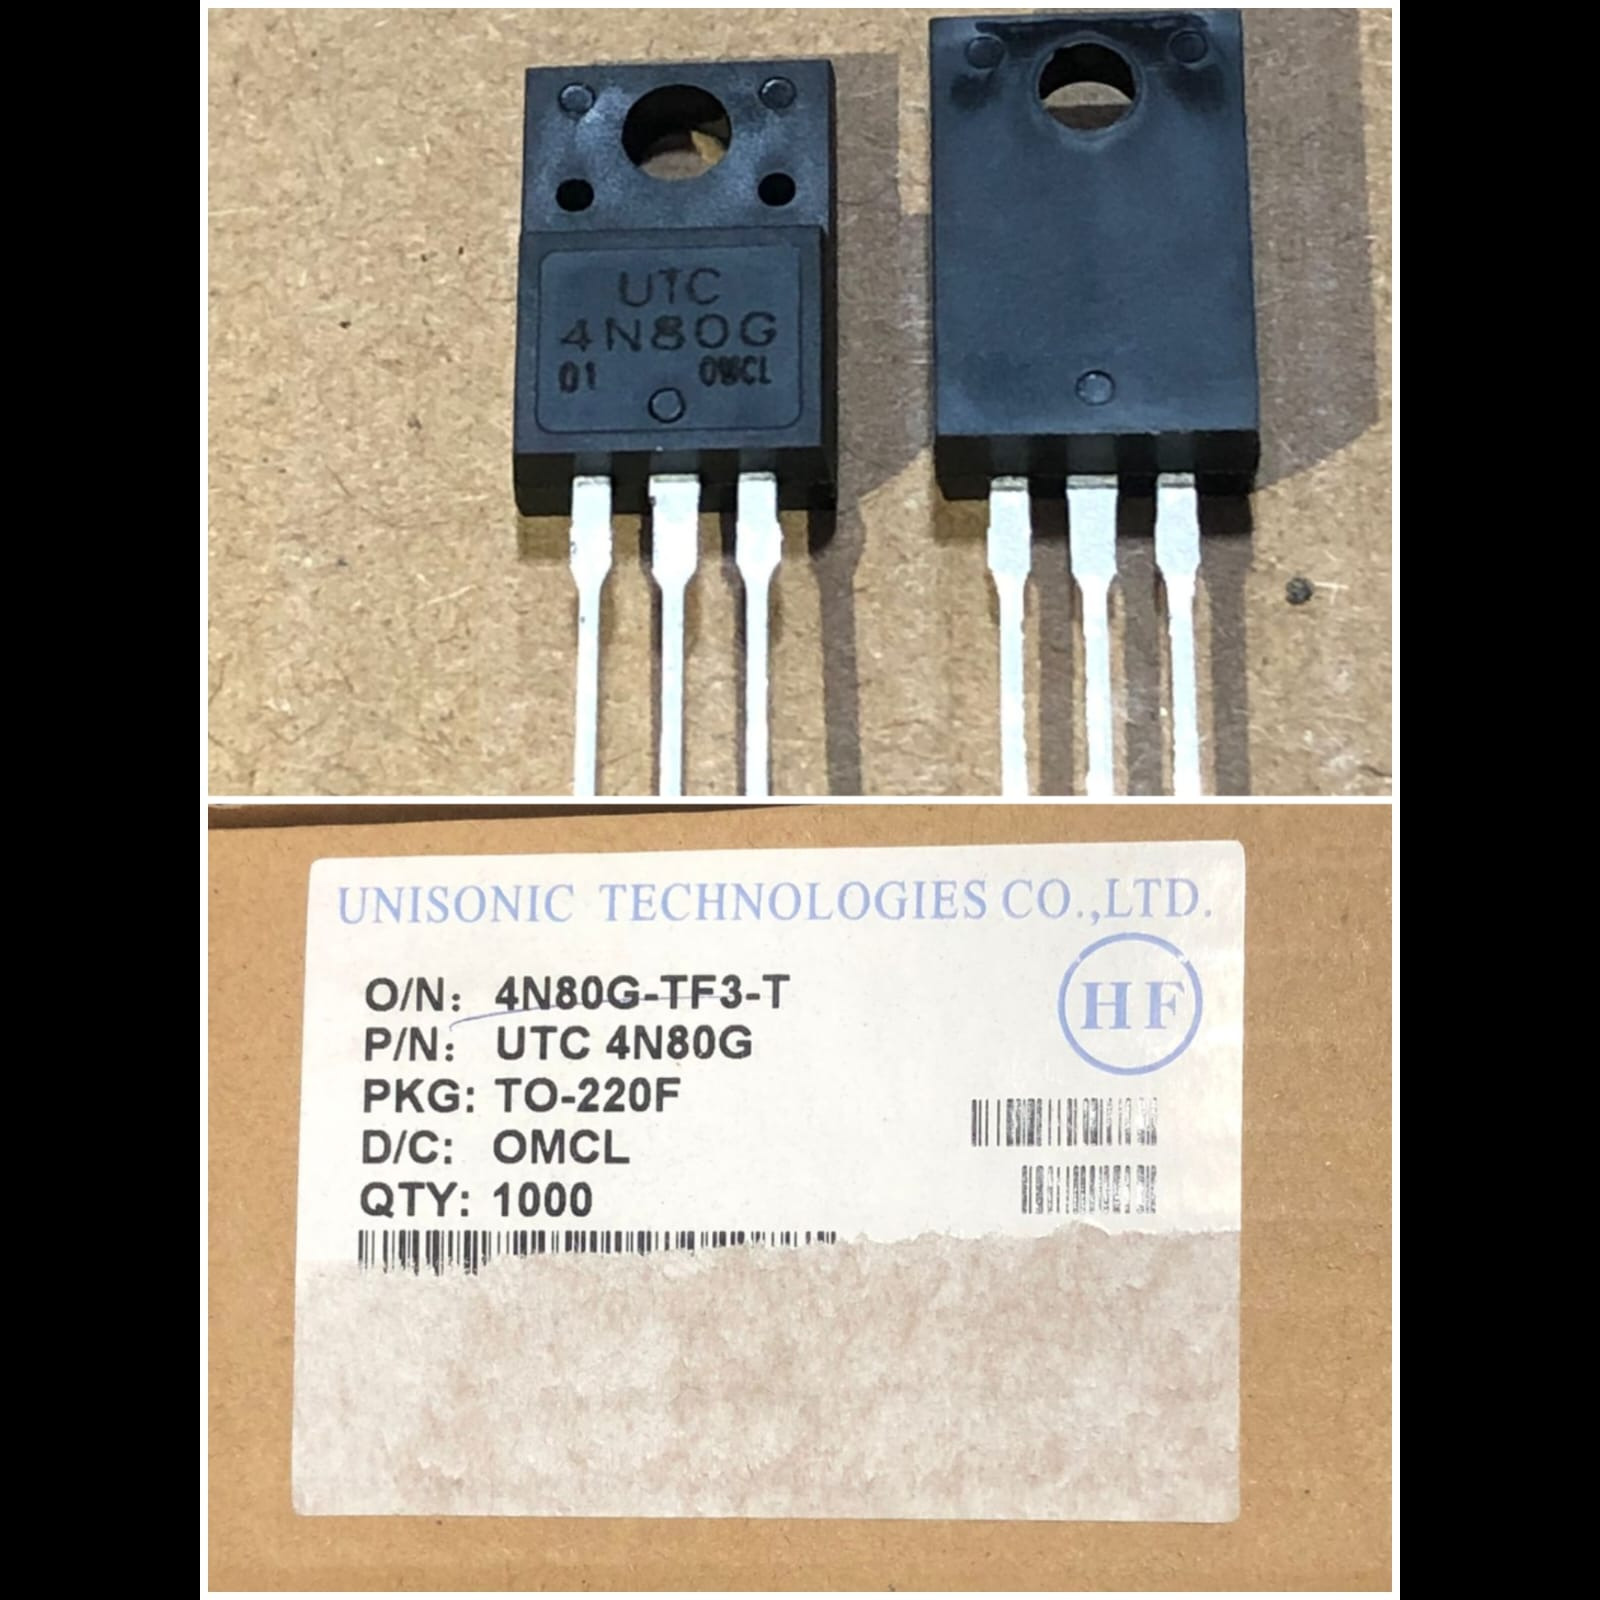 UTC
4N80G
01 OMCL
UNISONIC TECHNOLOGIES CO.,LTD.
HF
O/N: 4N80G-TF3-T
P/N: UTC 4N80G
PKG: TO-220F
D/C: OMCL
QTY: 1000